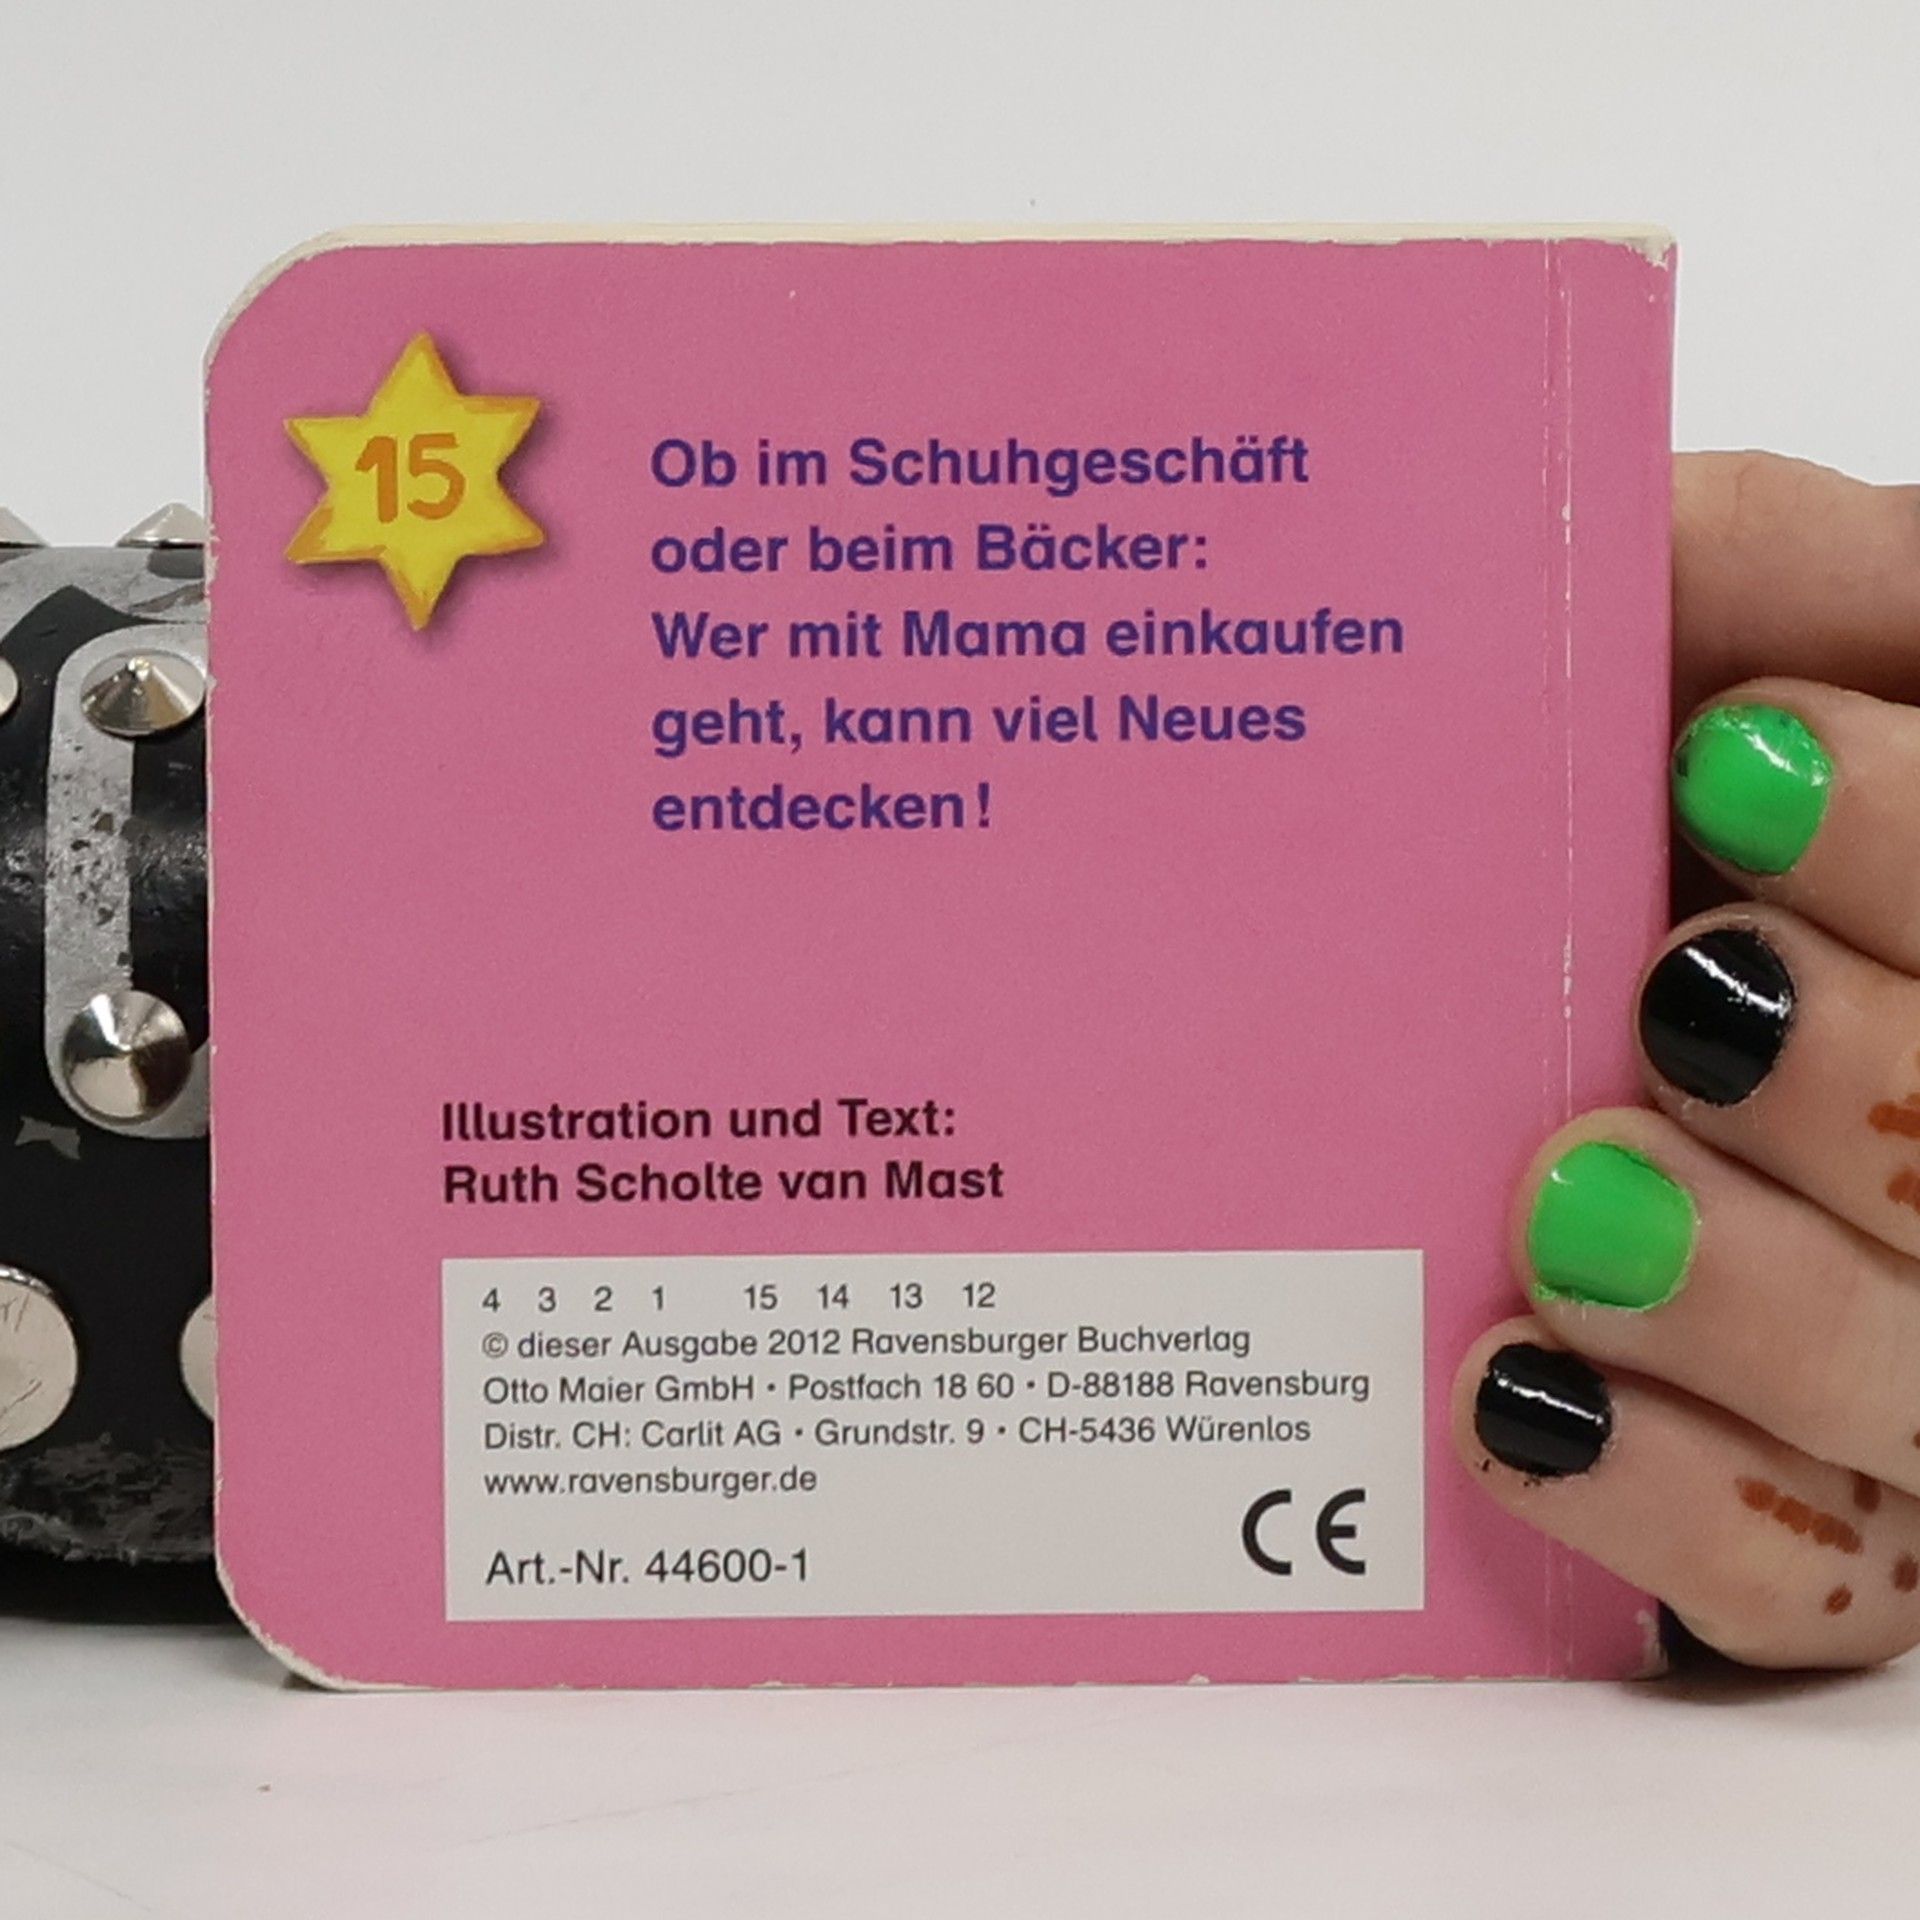 15
Ob im Schuhgeschäft
oder beim Bäcker:
Wer mit Mama einkaufen
geht, kann viel Neues
entdecken!
Illustration und Text:
Ruth Scholte van Mast
4 3 2 1 15 14 13 12
© dieser Ausgabe 2012 Ravensburger Buchverlag
Otto Maier GmbH · Postfach 18 60 · D-88188 Ravensburg
Distr. CH: Carlit AG · Grundstr. 9 · CH-5436 Würenlos
www.ravensburger.de
Art.-Nr. 44600-1
CE